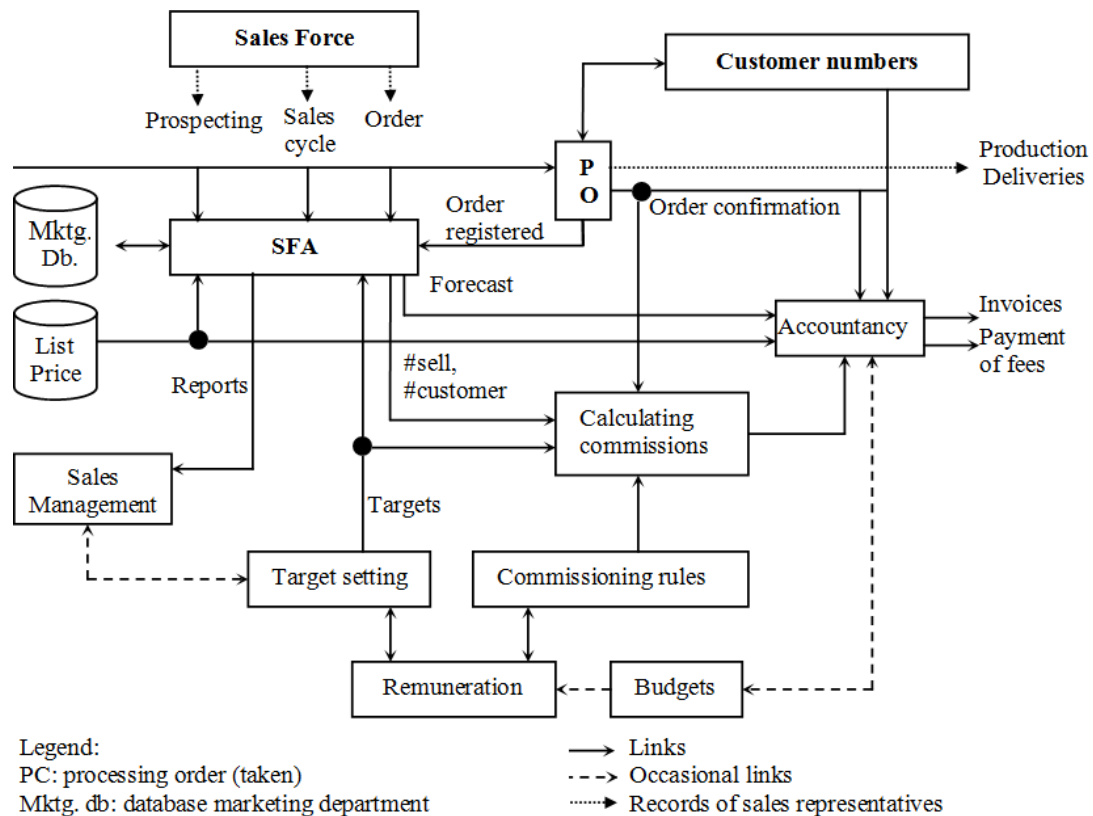 Sales Force
Customer numbers
Prospecting
Sales
cycle
Order
P
O
Production
Deliveries
Mktg.
Db.
SFA
Order
registered
Order confirmation
Forecast
List
Price
Reports
#sell,
#customer
Accountancy
Invoices
Payment
of fees
Calculating
commissions
Sales
Management
Targets
Target setting
Commissioning rules
Remuneration
Budgets
Legend:
PC: processing order (taken)
Mktg. db: database marketing department
Links
Occasional links
Records of sales representatives